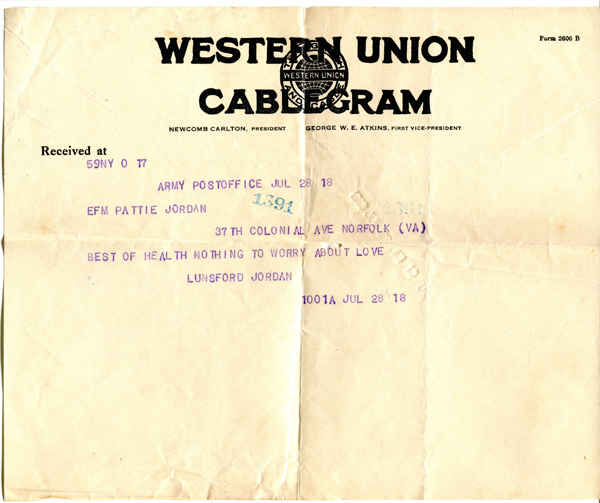 Form 2606 B
WESTERN UNION
WESTERN UNION
CABLEGRAM
NEWCOMB CARLTON, PRESIDENT GEORGE W. E. ATKINS, FIRST VICE-PRESIDENT
Received at
59NY O 17
ARMY POSTOFFICE JUL 28 18
1391
EFM PATTIE JORDAN
37TH COLONIAL AVE NORFOLK (VA)
BEST OF HEALTH NOTHING TO WORRY ABOUT LOVE
LUNSFORD JORDAN
1001A JUL 28 18